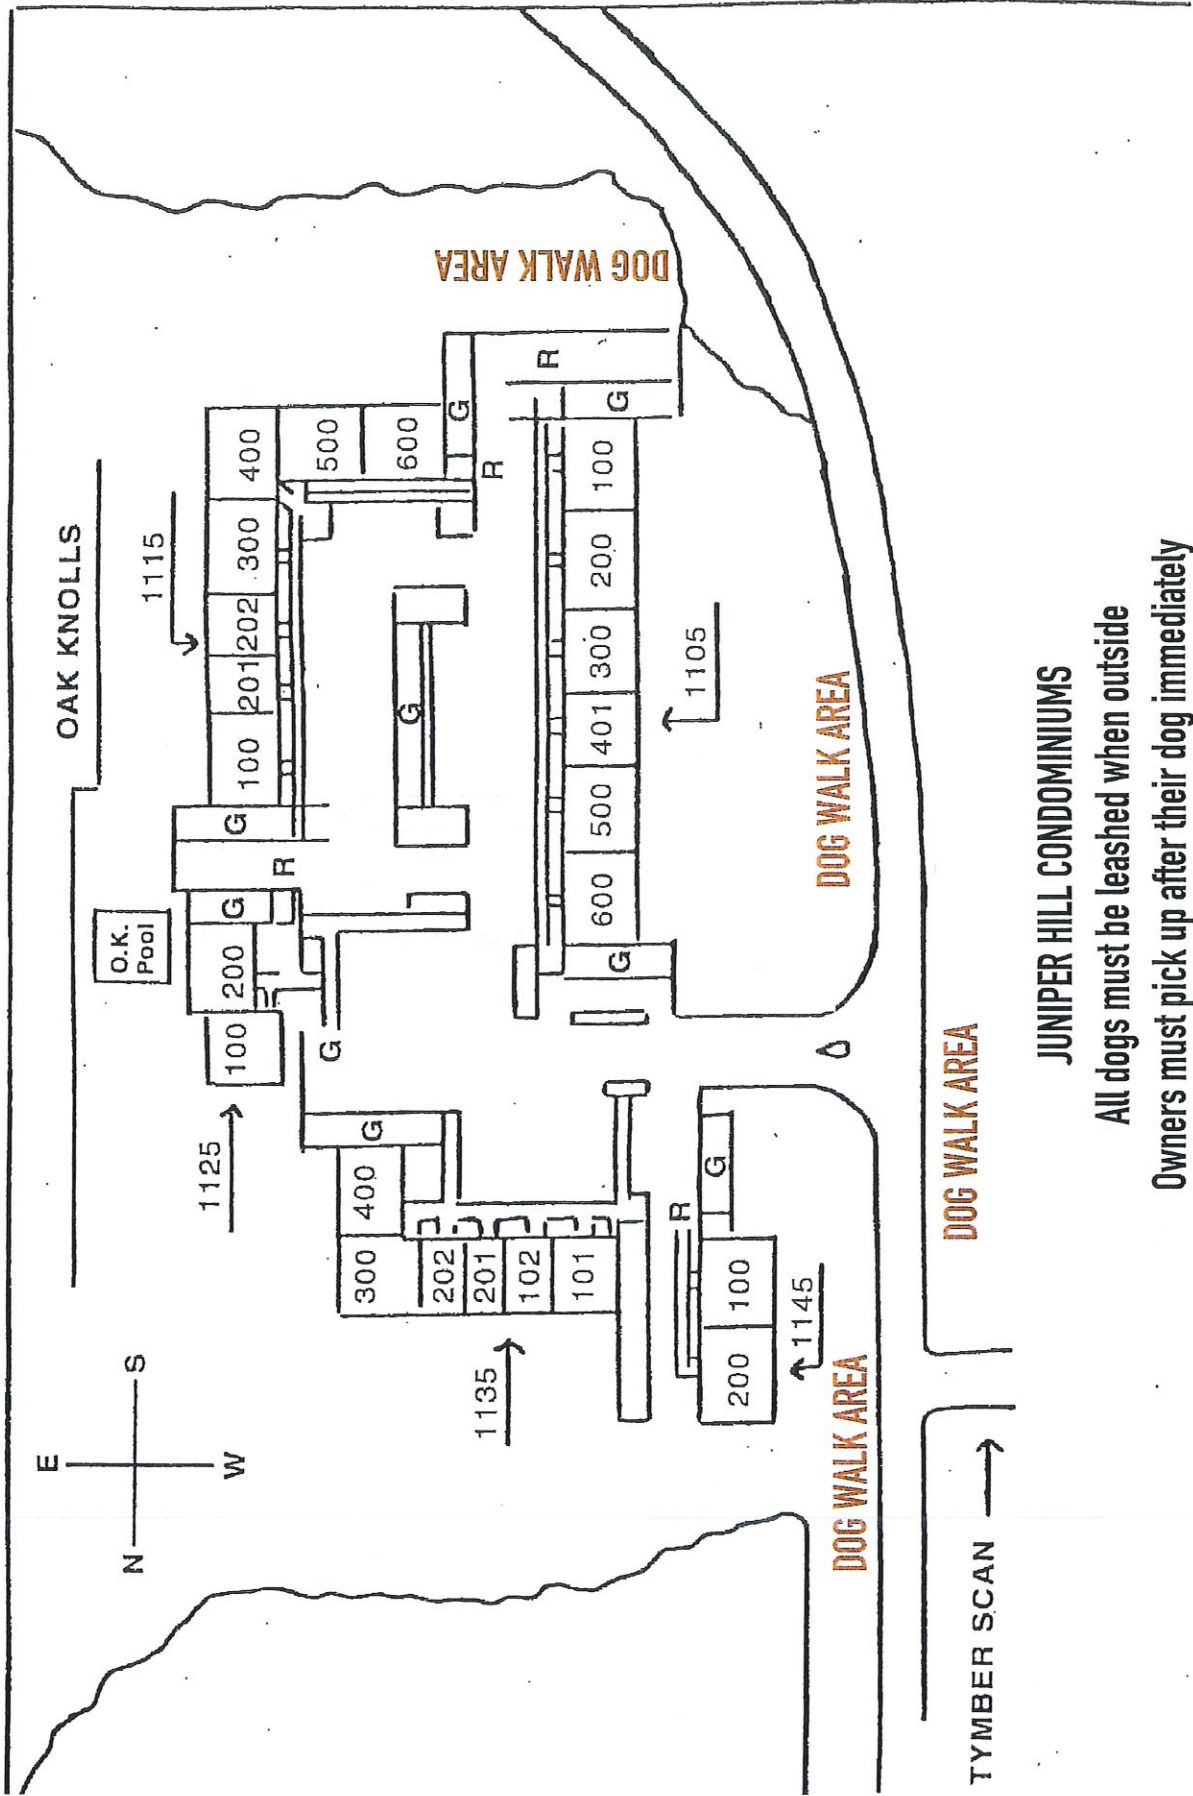 E
N
S
W
OAK KNOLLS
O.K.
Pool
1115
G
100
201
202
300
400
500
600
G
R
R
1125
100
200
G
R
G
G
1135
300
400
G
202
201
102
101
G
R
G
100
200
300
401
500
600
G
1105
R
G
100
200
1145
DOG WALK AREA
DOG WALK AREA
DOG WALK AREA
DOG WALK AREA
TYMBER SCAN
JUNIPER HILL CONDOMINIUMS
All dogs must be leashed when outside
Owners must pick up after their dog immediately